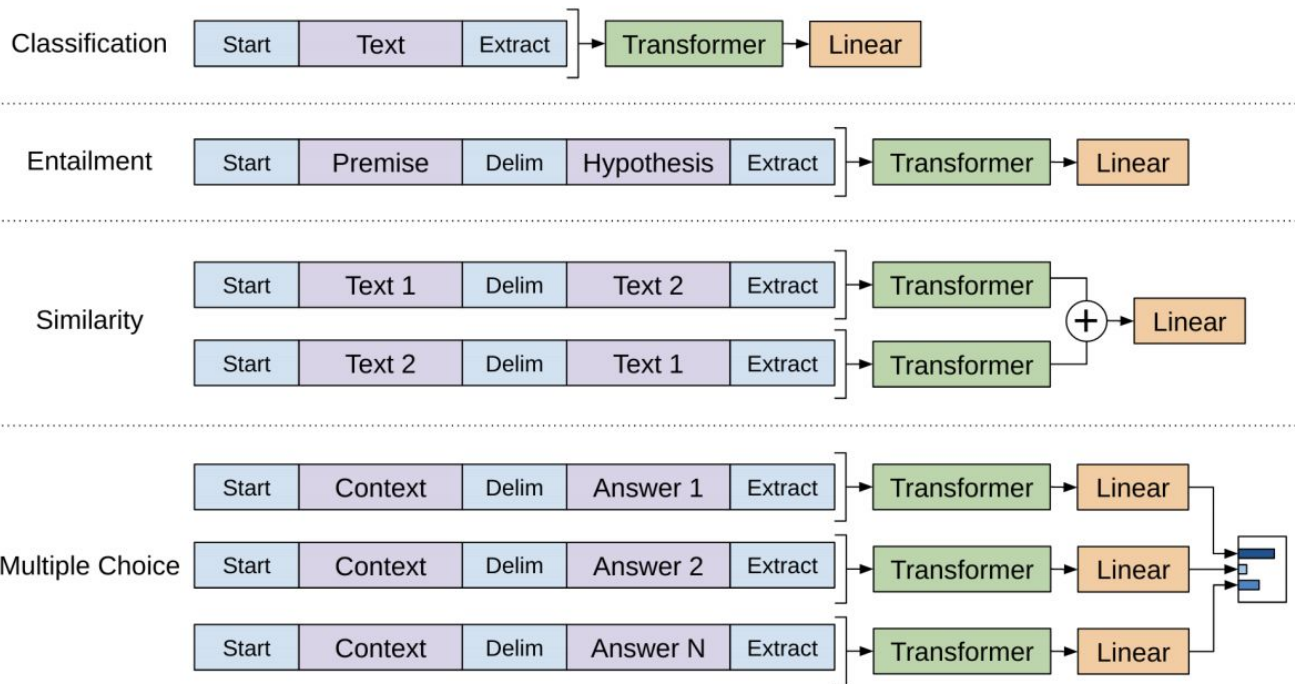 Classification Start Text Extract Transformer Linear
Entailment Start Premise Delim Hypothesis Extract Transformer Linear
Start Text 1 Delim Text 2 Extract Transformer
Similarity + Linear
Start Text 2 Delim Text 1 Extract Transformer
Start Context Delim Answer 1 Extract Transformer Linear
Multiple Choice Start Context Delim Answer 2 Extract Transformer Linear
Start Context Delim Answer N Extract Transformer Linear